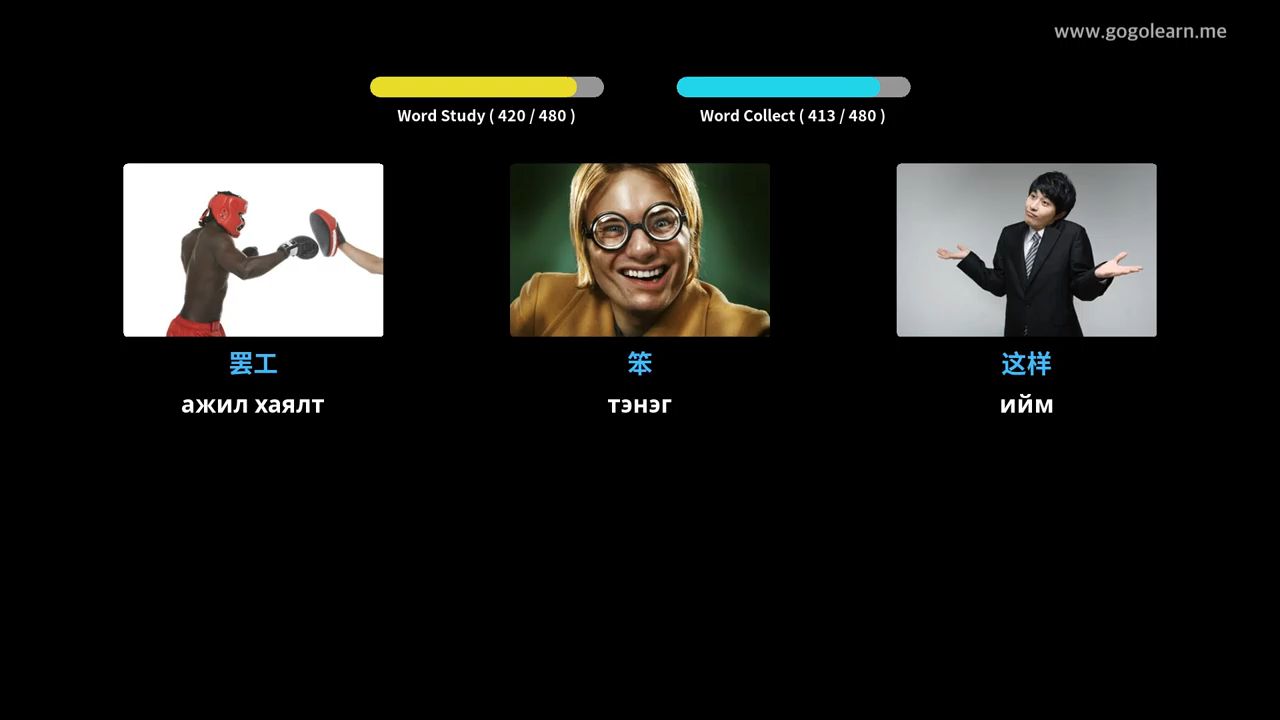 www.gogolearn.me
Word Study ( 420 / 480 )
Word Collect ( 413 / 480 )
罢工
笨
这样
ажил хаялт
тэнэг
ийм